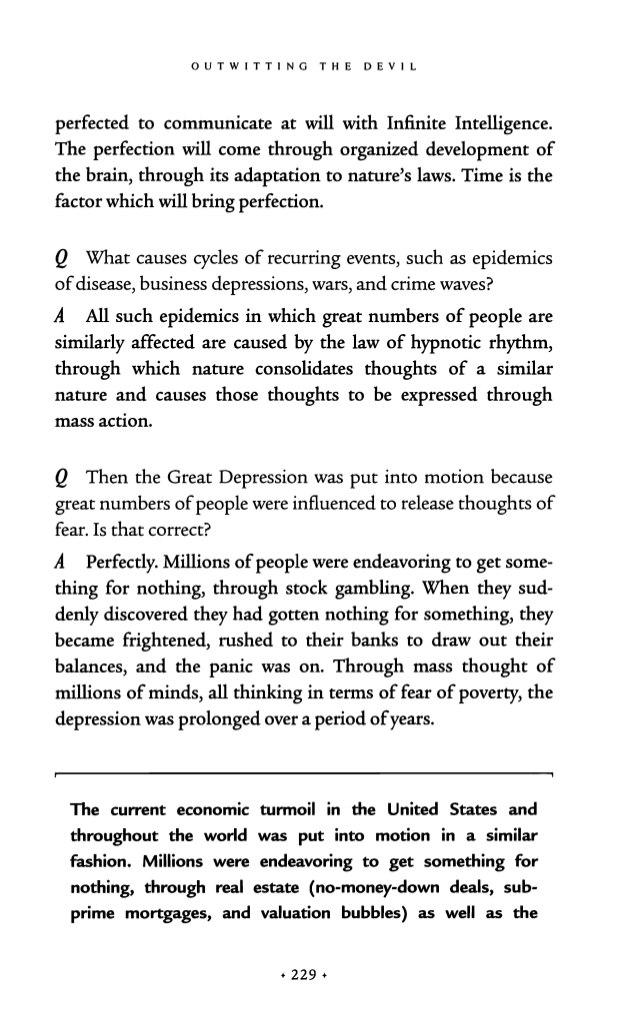 OUTWITTING THE DEVIL
perfected to communicate at will with Infinite Intelligence.
The perfection will come through organized development of
the brain, through its adaptation to nature's laws. Time is the
factor which will bring perfection.
Q What causes cycles of recurring events, such as epidemics
of disease, business depressions, wars, and crime waves?
A All such epidemics in which great numbers of people are
similarly affected are caused by the law of hypnotic rhythm,
through which nature consolidates thoughts of a similar
nature and causes those thoughts to be expressed through
mass action.
Q Then the Great Depression was put into motion because
great numbers of people were influenced to release thoughts of
fear. Is that correct?
A Perfectly. Millions of people were endeavoring to get some-
thing for nothing, through stock gambling. When they sud-
denly discovered they had gotten nothing for something, they
became frightened, rushed to their banks to draw out their
balances, and the panic was on. Through mass thought of
millions of minds, all thinking in terms of fear of poverty, the
depression was prolonged over a period of years.
The current economic turmoil in the United States and
throughout the world was put into motion in a similar
fashion. Millions were endeavoring to get something for
nothing, through real estate (no-money-down deals, sub-
prime mortgages, and valuation bubbles) as well as the
• 229 •